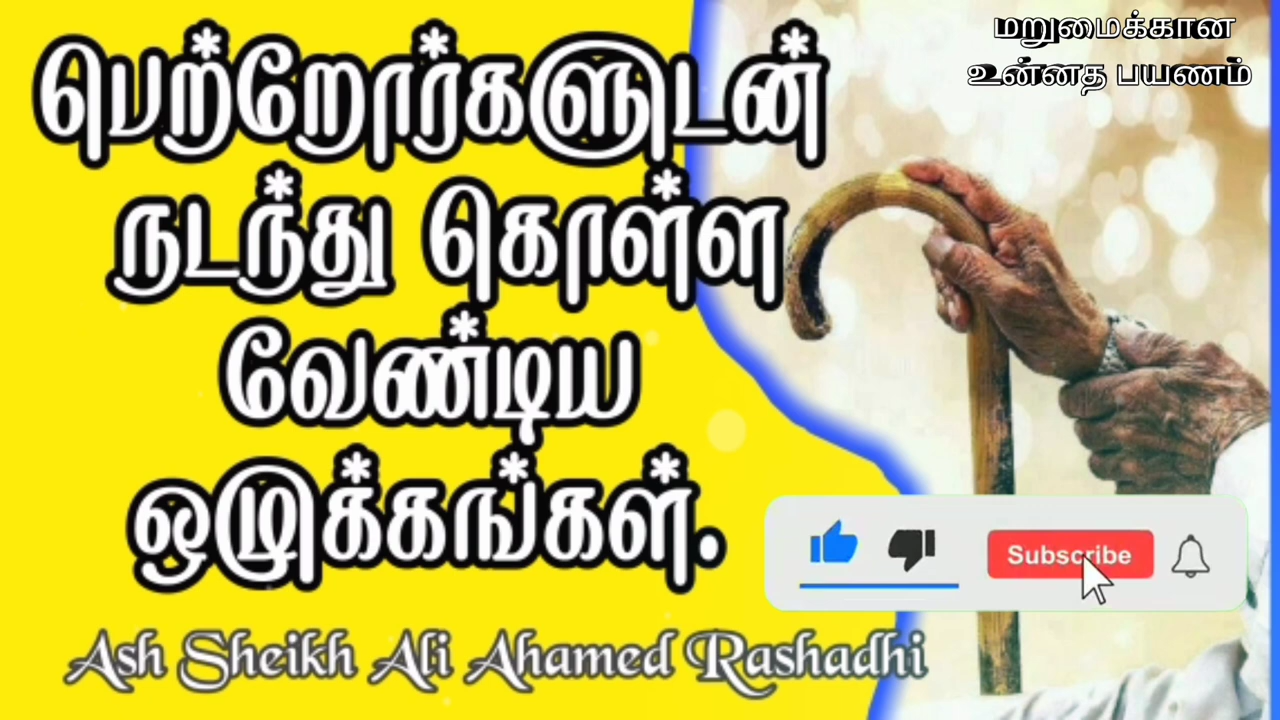 மறுமைக்கான
உன்னத பயணம்
பெற்றோர்களுடன்
நடந்து கொள்ள
வேண்டிய
ஒழுக்கங்கள்.
Subscribe
Ash Sheikh Ali Ahamed Rashadhi